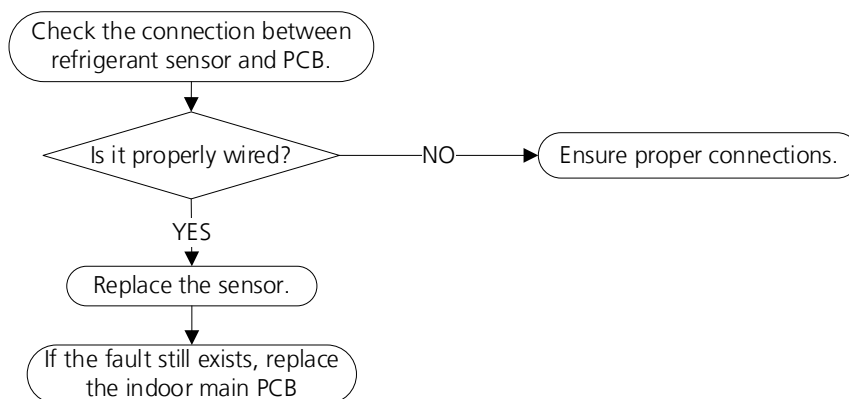 Check the connection between
refrigerant sensor and PCB.
Is it properly wired?
NO
Ensure proper connections.
YES
Replace the sensor.
If the fault still exists, replace
the indoor main PCB